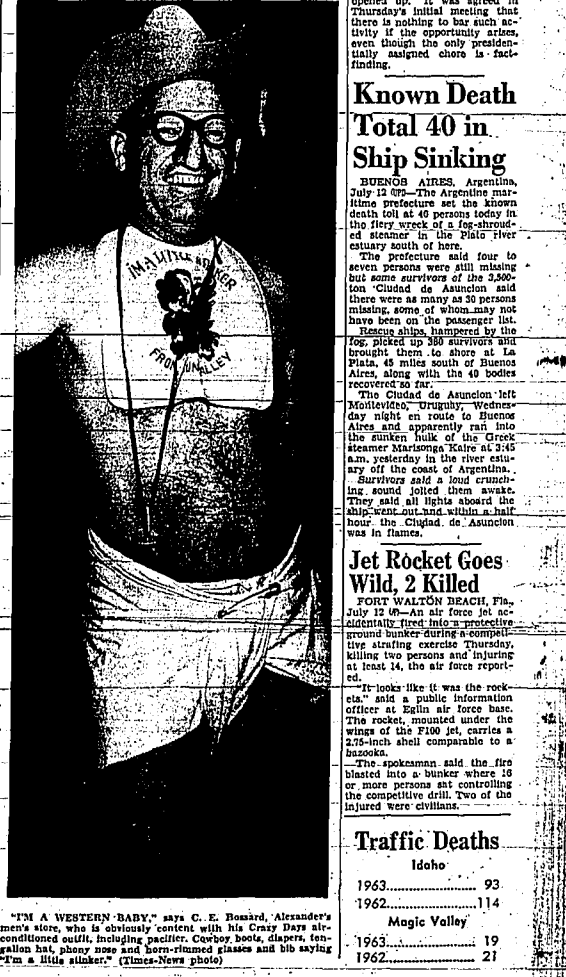 I'M A LITTLE
FROM VALLEY
"I'M A WESTERN BABY," says C. E. Bossard, Alexander's
men's store, who is obviously content with his Crazy Days air-
conditioned outfit, including pacifier. Cowboy boots, diapers, ten-
gallon hat, phony nose and horn-rimmed glasses and bib saying
"I'm a little stinker." (Times-News photo)
opened up. It was agreed in
Thursday's initial meeting that
there is nothing to bar such ac-
tivity if the opportunity arises,
even though the only presiden-
tially assigned chore is fact-
finding.
Known Death
Total 40 in
Ship Sinking
BUENOS AIRES, Argentina,
July 12 (UPI)—The Argentine mar-
itime prefecture set the known
death toll at 40 persons today in
the fiery wreck of a fog-shroud-
ed steamer in the Plato river
estuary south of here.
The prefecture said four to
seven persons were still missing
but some survivors of the 3,500-
ton Ciudad de Asuncion said
there were as many as 30 persons
missing, some of whom may not
have been on the passenger list.
Rescue ships, hampered by the
fog, picked up 360 survivors and
brought them to shore at La
Plata, 45 miles south of Buenos
Aires, along with the 40 bodies
recovered so far.
The Ciudad de Asuncion left
Montevideo, Uruguay, Wednes-
day night en route to Buenos
Aires and apparently ran into
the sunken hulk of the Greek
steamer Marisonga Kaire at 3:45
a.m. yesterday in the river estu-
ary off the coast of Argentina.
Survivors said a loud crunch-
ing sound jolted them awake.
They said all lights aboard the
ship went out and within a half
hour the Ciudad de Asuncion
was in flames.
Jet Rocket Goes
Wild, 2 Killed
FORT WALTON BEACH, Fla.,
July 12 (AP)—An air force jet ac-
cidentally fired into a protective
ground bunker during a competi-
tive strafing exercise Thursday,
killing two persons and injuring
at least 14, the air force report-
ed.
"It looks like it was the rock-
ets," said a public information
officer at Eglin air force base.
The rocket, mounted under the
wings of the F100 jet, carries a
2.75-inch shell comparable to a
bazooka.
The spokesman said the fire
blasted into a bunker where 16
or more persons sat controlling
the competitive drill. Two of the
injured were civilians.
Traffic Deaths
Idaho
1963 93
1962 114
Magic Valley
1963 19
1962 21